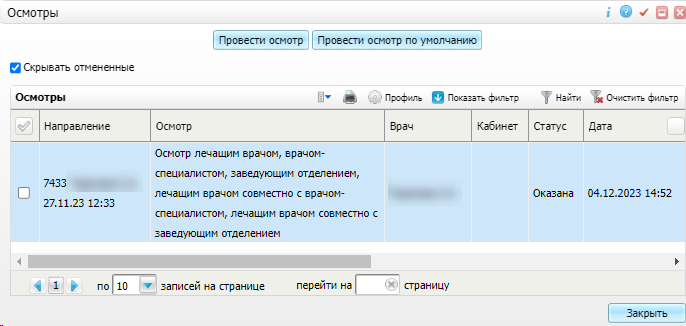 Осмотры
Провести осмотр Провести осмотр по умолчанию
Скрывать отмененные
Осмотры Профиль Показать фильтр Найти Очистить фильтр
Направление Осмотр Врач Кабинет Статус Дата
Осмотр лечащим врачом, врачом-
специалистом, заведующим отделением,
7433
лечащим врачом совместно с врачом- Оказана 04.12.2023 14:52
27.11.23 12:33
специалистом, лечащим врачом совместно с
заведующим отделением
1 по 10 записей на странице перейти на страницу
Закрыть